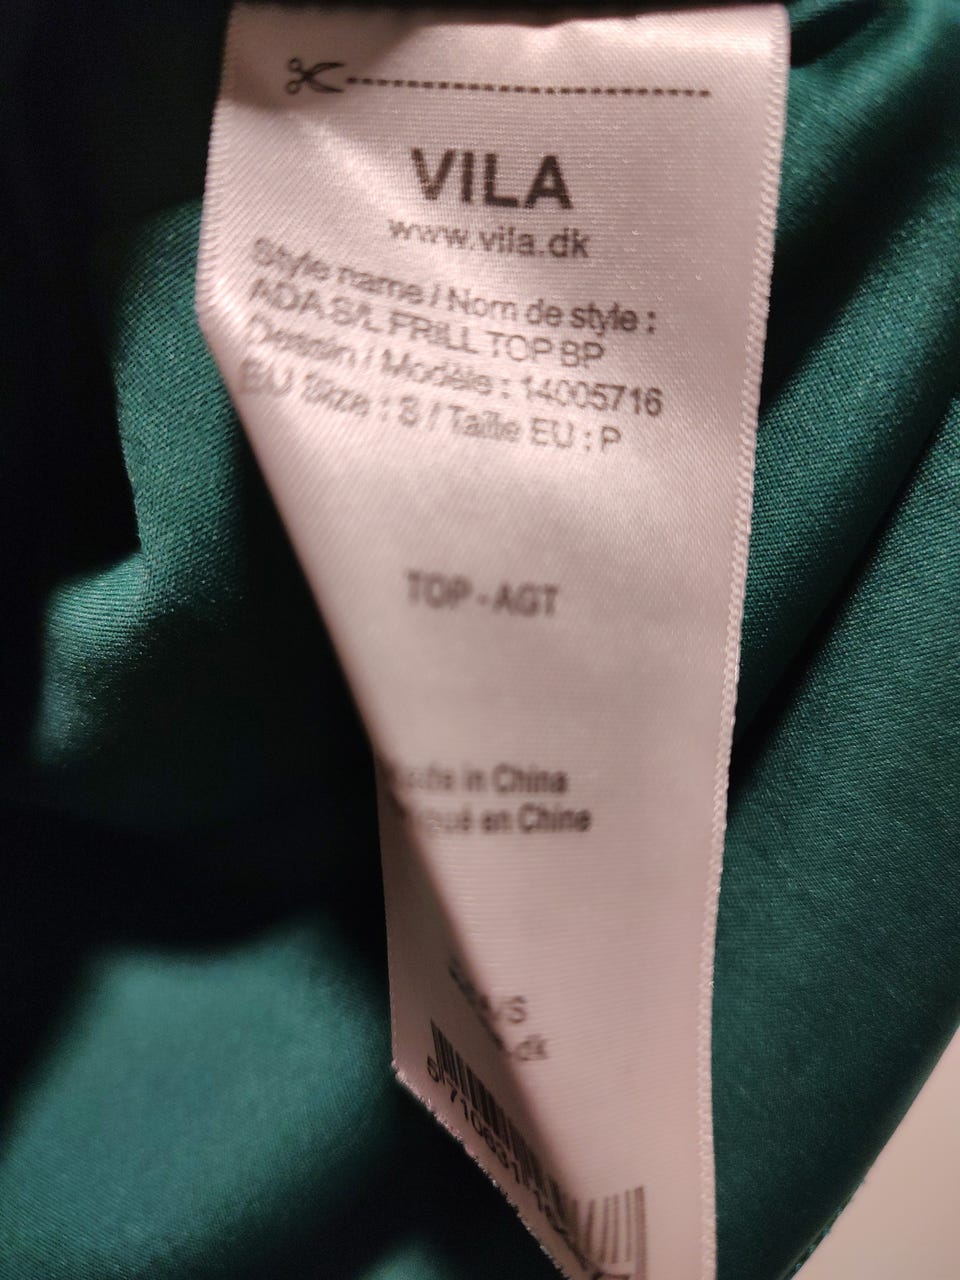 VILA
www.vila.dk
Style name / Nom de style :
ADA S/L FRILL TOP BP
Dessin / Modèle : 14005716
EU Size : S / Taille EU : P
TOP - AGT
in China
en Chine